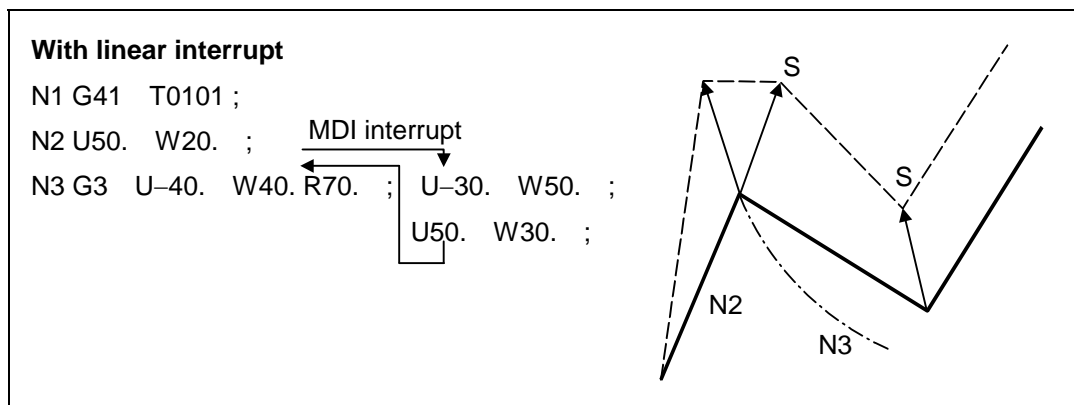 With linear interrupt
N1 G41 T0101 ;
N2 U50. W20. ;
MDI interrupt
N3 G3 U−40. W40. R70. ; U−30. W50. ;
U50. W30. ;
S
S
N2
N3